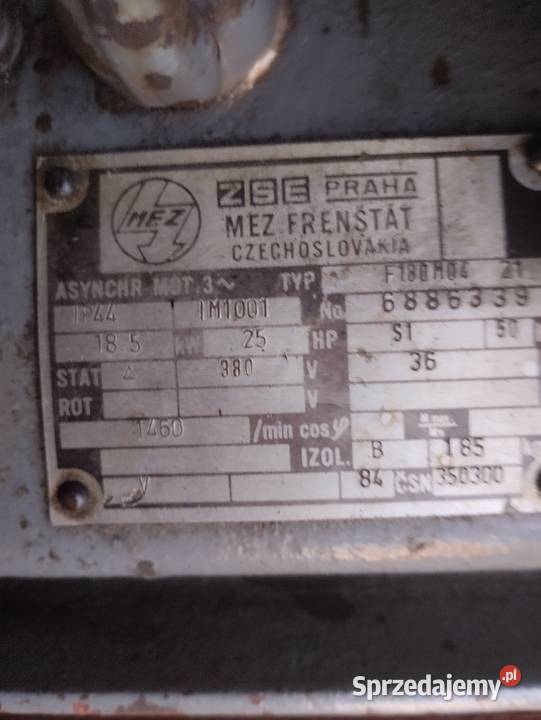 MEZ
ZSE PRAHA
MEZ FRENŠTÁT
CZECHOSLOVAKIA
ASYNCHR MOT. 3~ TYP F180M04 21
IP44 IM1001 No 6886339
18.5 kW 25 HP S1 50
STAT 380 V 36
ROT V
1460 /min cos φ
IZOL. B 185
84 ČSN 350300
Sprzedajemy.pl